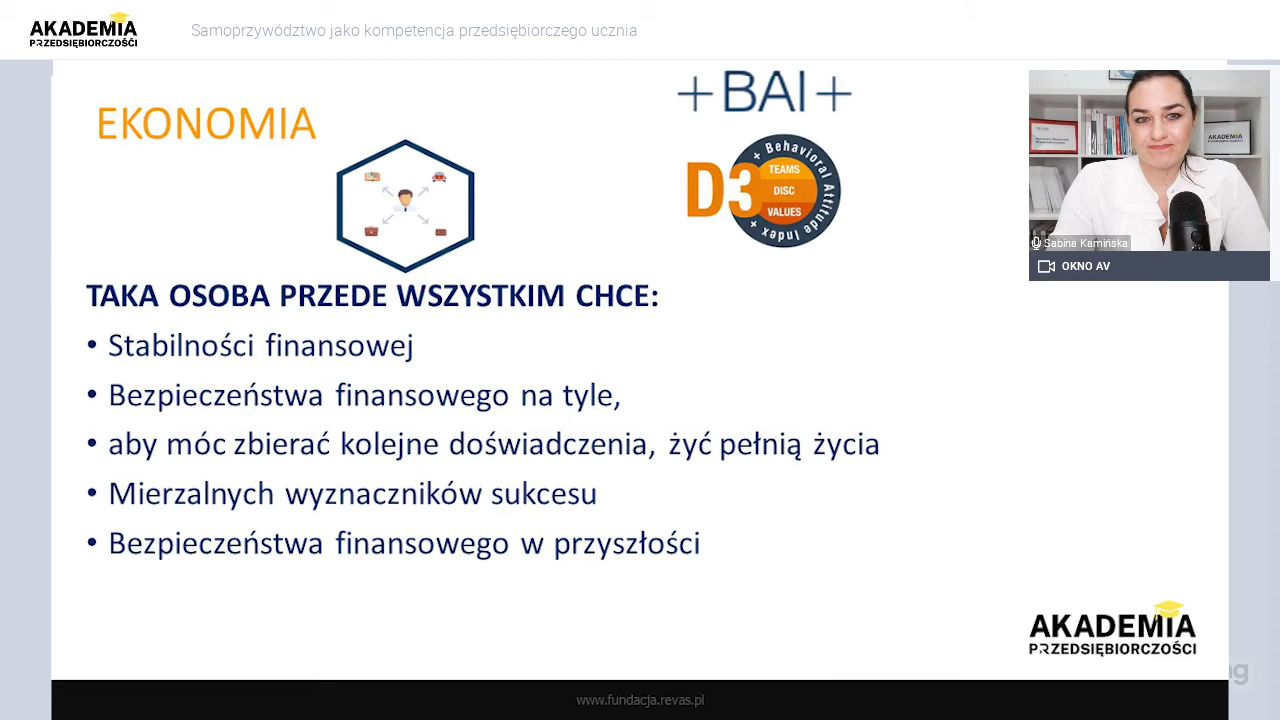 AKADEMIA
PRZEDSIĘBIORCZOŚCI
Samoprzywództwo jako kompetencja przedsiębiorczego ucznia
EKONOMIA
+BAI+
D3
+ Behavioral Attitude Index +
TEAMS
DISC
VALUES
AKADEMIA
Sabina Kamińska
OKNO AV
TAKA OSOBA PRZEDE WSZYSTKIM CHCE:
• Stabilności finansowej
• Bezpieczeństwa finansowego na tyle,
• aby móc zbierać kolejne doświadczenia, żyć pełnią życia
• Mierzalnych wyznaczników sukcesu
• Bezpieczeństwa finansowego w przyszłości
AKADEMIA
PRZEDSIĘBIORCZOŚCI
www.fundacja.revas.pl